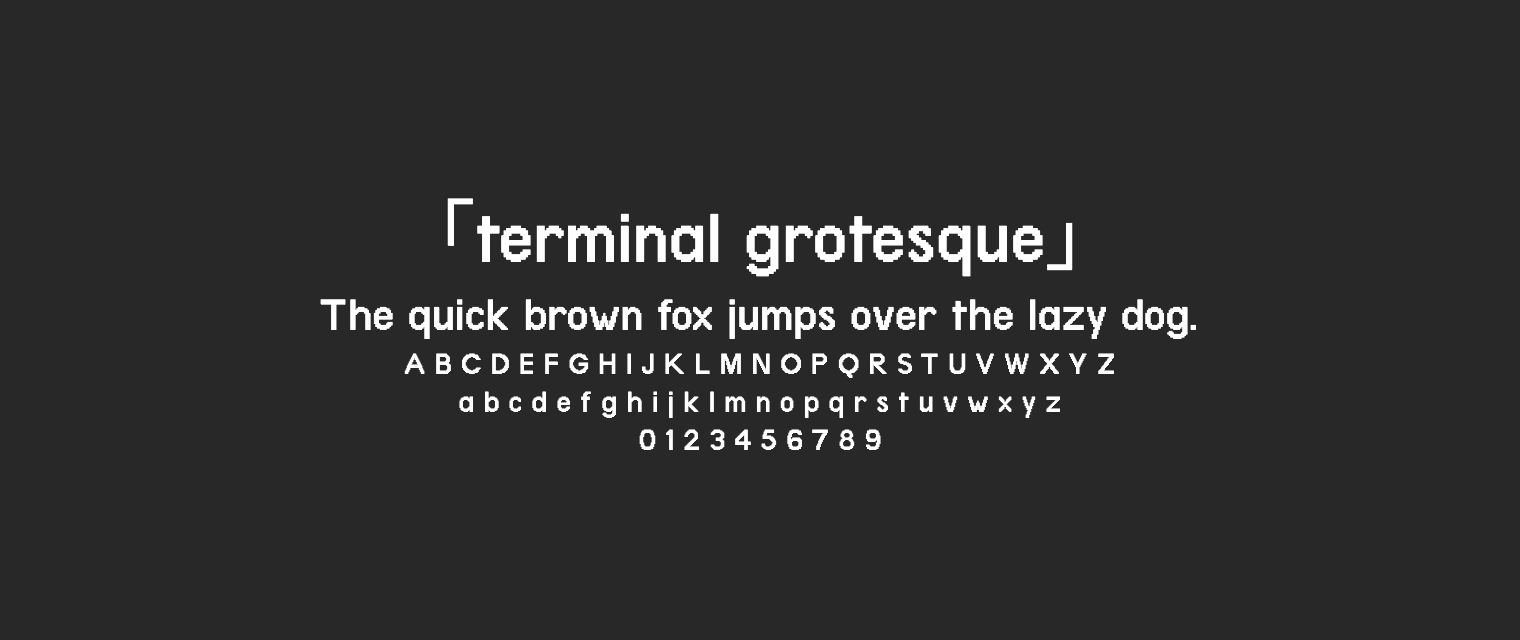 「terminal grotesque」
The quick brown fox jumps over the lazy dog.
A B C D E F G H I J K L M N O P Q R S T U V W X Y Z
a b c d e f g h i j k l m n o p q r s t u v w x y z
0 1 2 3 4 5 6 7 8 9